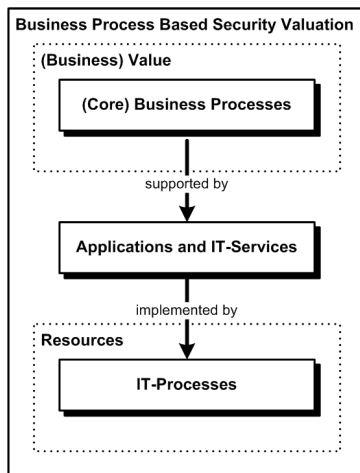 Business Process Based Security Valuation
(Business) Value
(Core) Business Processes
supported by
Applications and IT-Services
implemented by
Resources
IT-Processes